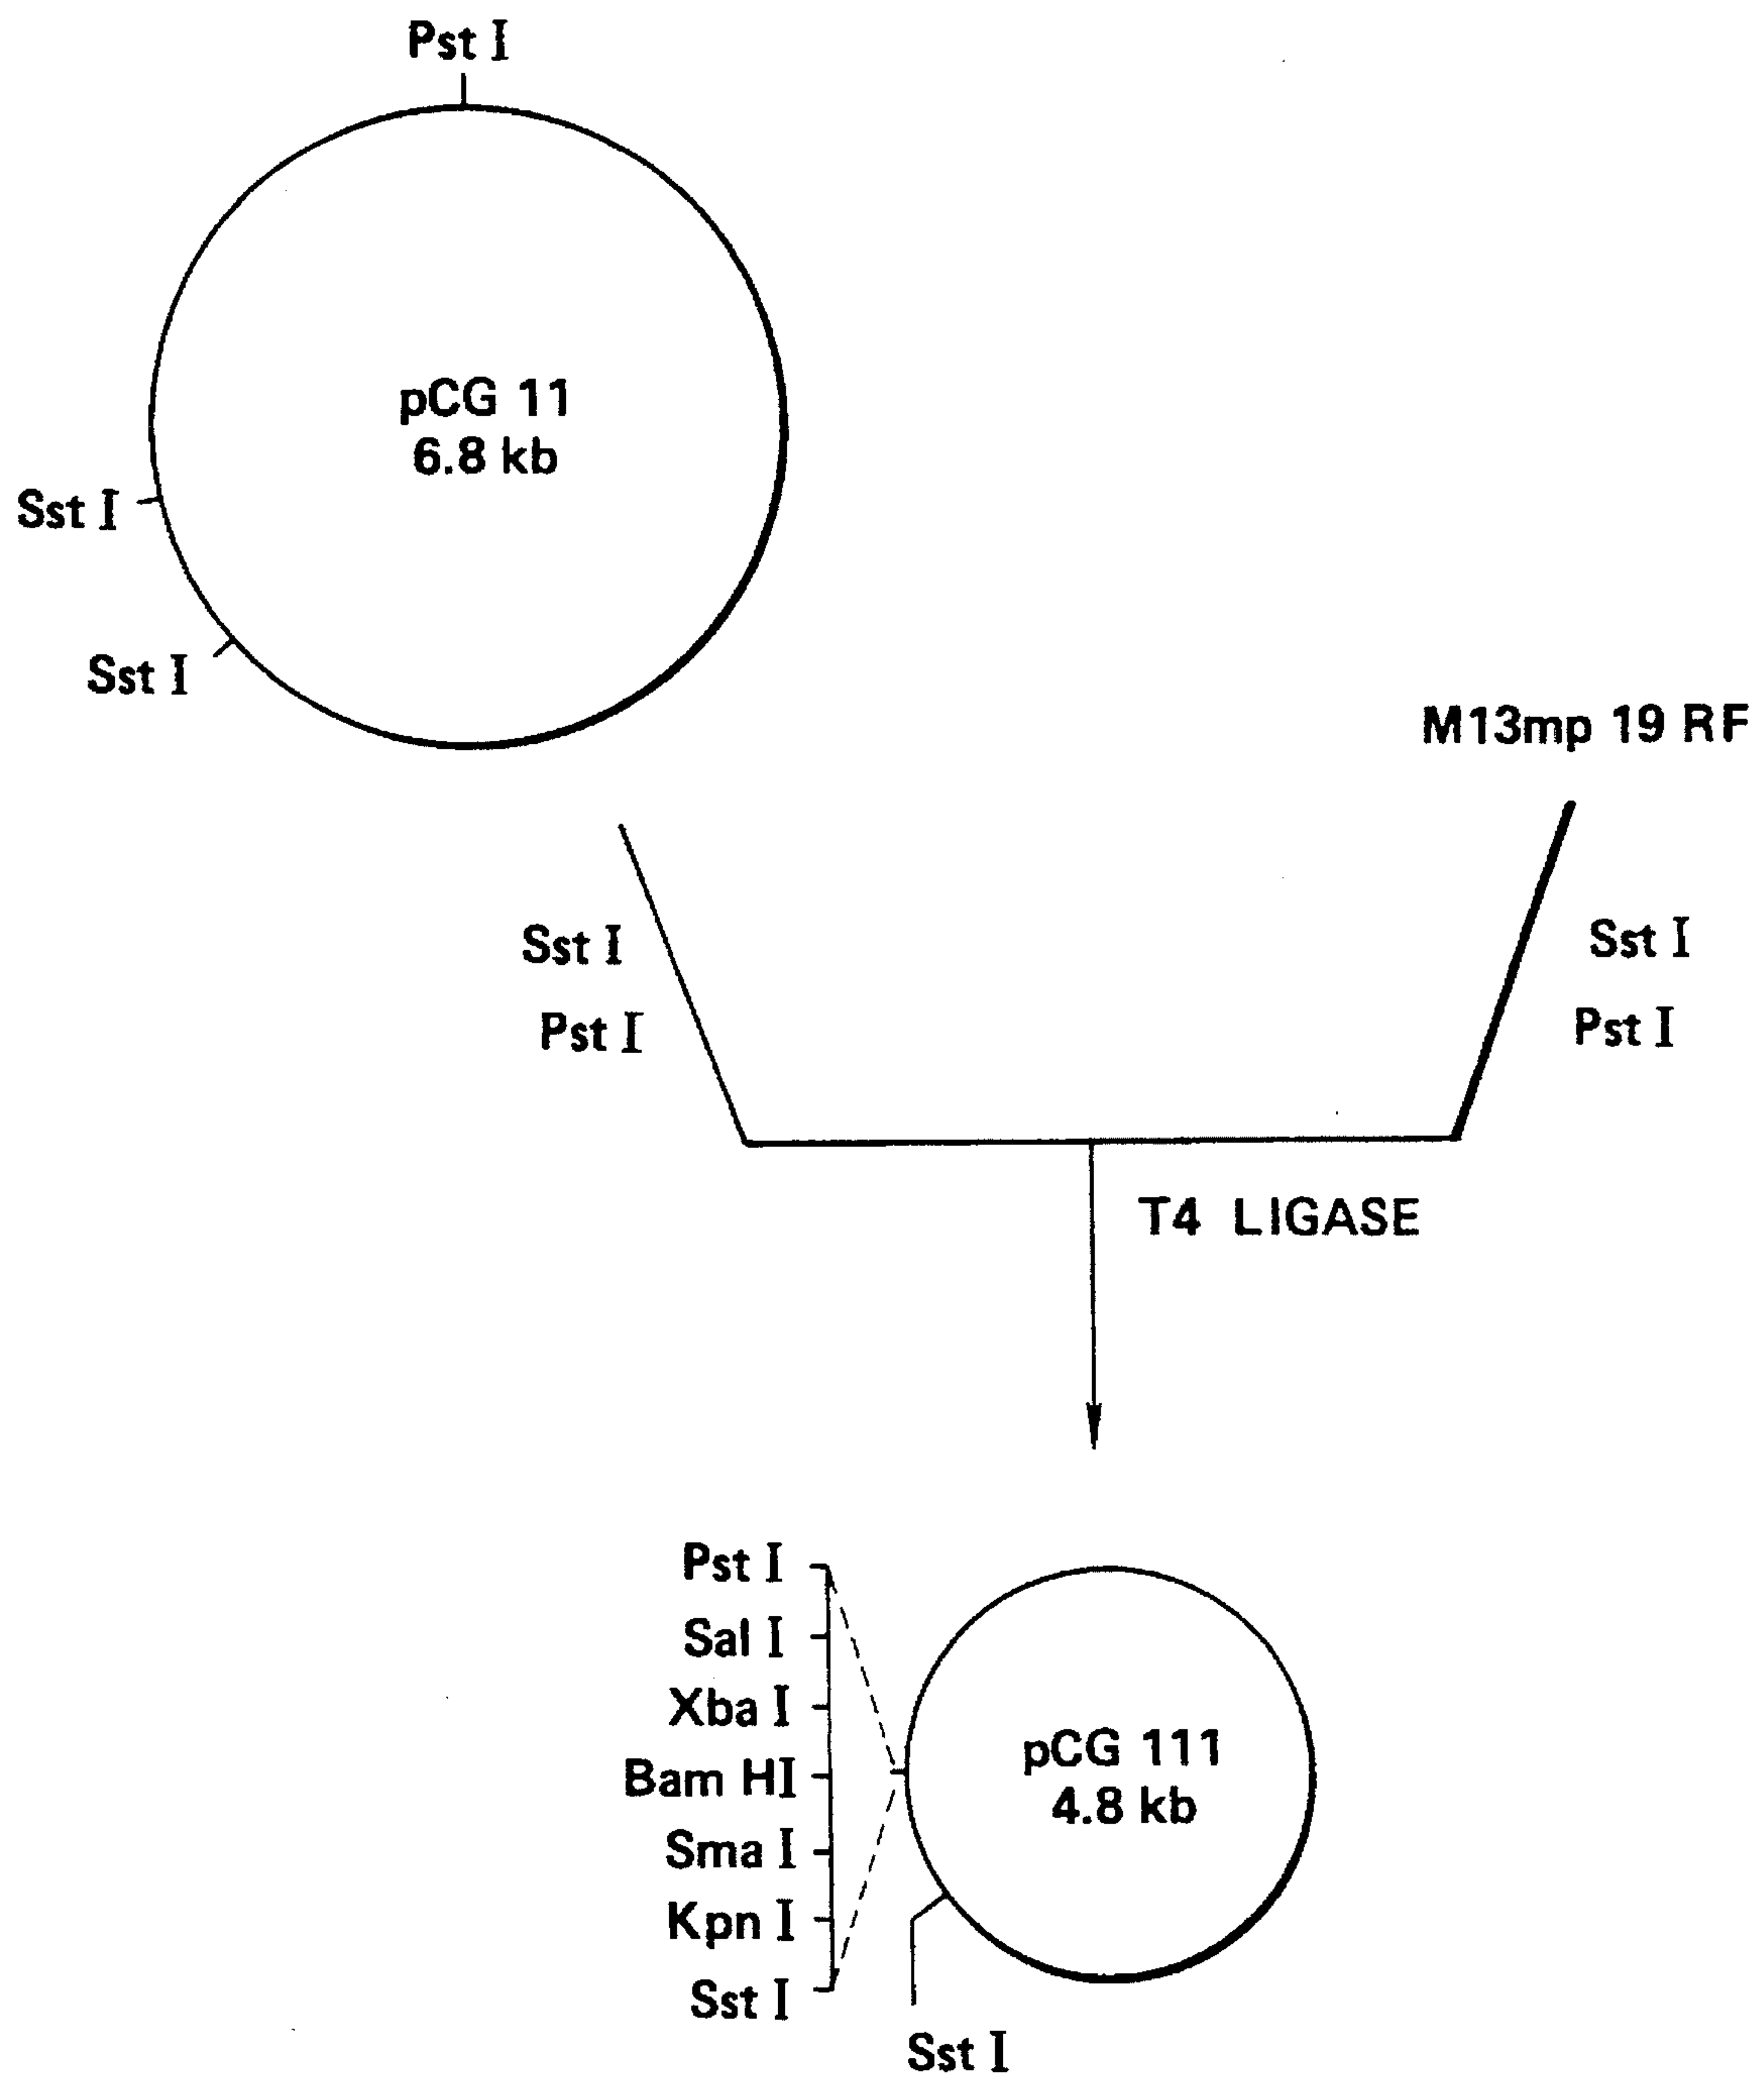 Pst I
pCG 11
6.8 kb
Sst I
Sst I
M13mp 19 RF
Sst I
Pst I
Sst I
Pst I
T4 LIGASE
Pst I
Sal I
Xba I
Bam HI
Sma I
Kpn I
Sst I
pCG 111
4.8 kb
Sst I